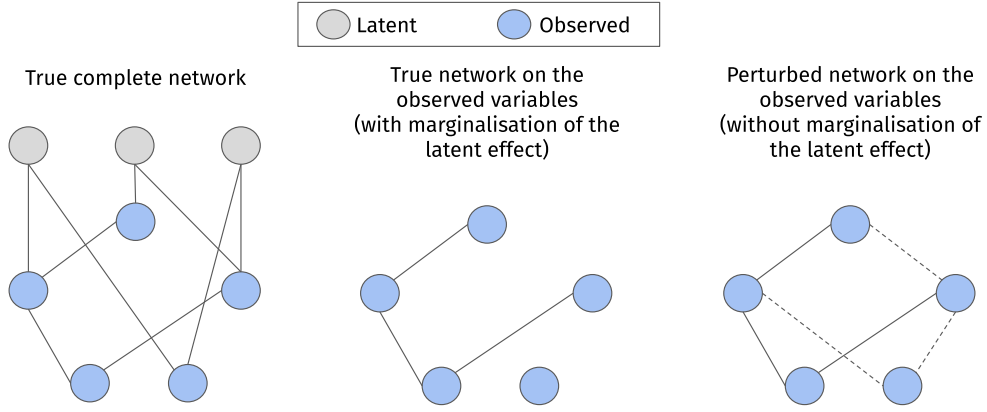 Latent
Observed
True complete network
True network on the
observed variables
(with marginalisation of the
latent effect)
Perturbed network on the
observed variables
(without marginalisation of
the latent effect)